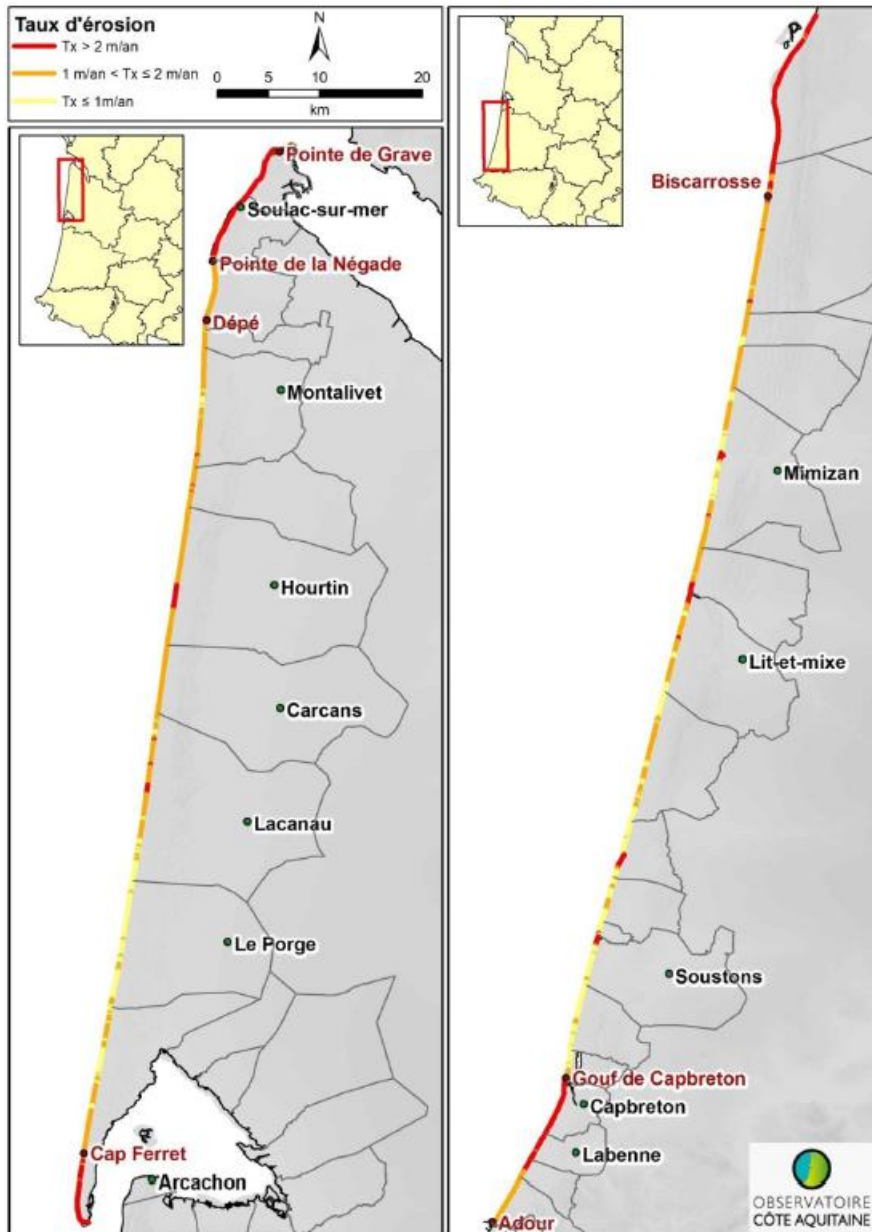 Taux d'érosion
Tx > 2 m/an
1 m/an < Tx ≤ 2 m/an
Tx ≤ 1m/an
N
0 5 10 20
km
Pointe de Grave
Soulac-sur-mer
Pointe de la Négade
Dépé
Montalivet
Hourtin
Carcans
Lacanau
Le Porge
Cap Ferret
Arcachon
Biscarrosse
Mimizan
Lit-et-mixe
Soustons
Gouf de Capbreton
Capbreton
Labenne
Adour
OBSERVATOIRE
CÔTE AQUITAINE